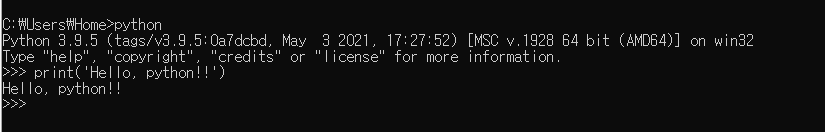 C:₩Users₩Home>python
Python 3.9.5 (tags/v3.9.5:0a7dcbd, May  3 2021, 17:27:52) [MSC v.1928 64 bit (AMD64)] on win32
Type "help", "copyright", "credits" or "license" for more information.
>>> print('Hello, python!!')
Hello, python!!
>>>